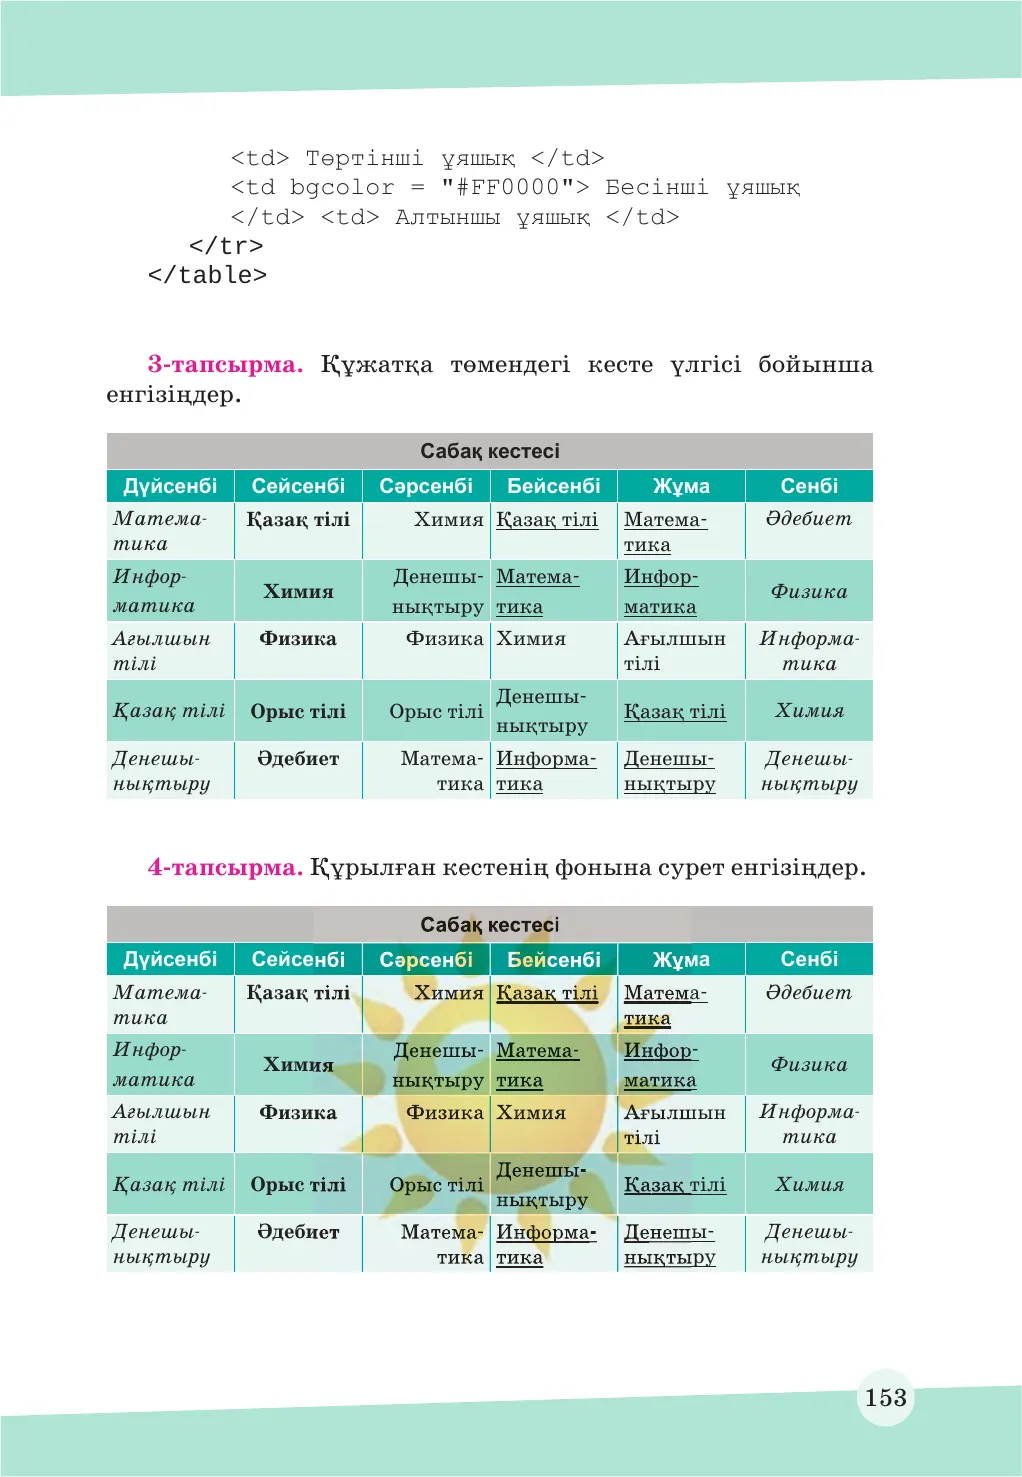 <td> Төртінші ұяшық </td>
<td bgcolor = "#FF0000"> Бесінші ұяшық
</td> <td> Алтыншы ұяшық </td>
</tr>
</table>
3-тапсырма. Құжатқа төмендегі кесте үлгісі бойынша
енгізіңдер.
Сабақ кестесі
Дүйсенбі Сейсенбі Сәрсенбі Бейсенбі Жұма Сенбі
Матема- Қазақ тілі Химия Қазақ тілі Матема- Әдебиет
тика тика
Инфор- Химия Денешы- Матема- Инфор- Физика
матика нықтыру тика матика
Ағылшын Физика Физика Химия Ағылшын Информа-
тілі тілі тика
Қазақ тілі Орыс тілі Орыс тілі Денешы- Қазақ тілі Химия
нықтыру
Денешы- Әдебиет Матема- Информа- Денешы- Денешы-
нықтыру тика тика нықтыру нықтыру
4-тапсырма. Құрылған кестенің фонына сурет енгізіңдер.
Сабақ кестесі
Дүйсенбі Сейсенбі Сәрсенбі Бейсенбі Жұма Сенбі
Матема- Қазақ тілі Химия Қазақ тілі Матема- Әдебиет
тика тика
Инфор- Химия Денешы- Матема- Инфор- Физика
матика нықтыру тика матика
Ағылшын Физика Физика Химия Ағылшын Информа-
тілі тілі тика
Қазақ тілі Орыс тілі Орыс тілі Денешы- Қазақ тілі Химия
нықтыру
Денешы- Әдебиет Матема- Информа- Денешы- Денешы-
нықтыру тика тика нықтыру нықтыру
153